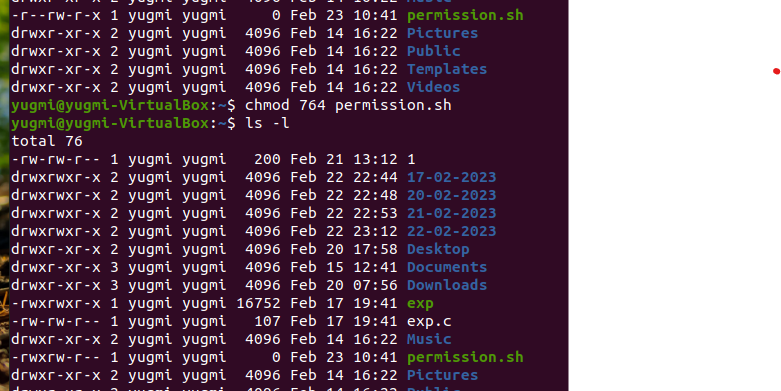 -r--rw-r-x 1 yugmi yugmi     0 Feb 23 10:41 permission.sh
drwxr-xr-x 2 yugmi yugmi  4096 Feb 14 16:22 Pictures
drwxr-xr-x 2 yugmi yugmi  4096 Feb 14 16:22 Public
drwxr-xr-x 2 yugmi yugmi  4096 Feb 14 16:22 Templates
drwxr-xr-x 2 yugmi yugmi  4096 Feb 14 16:22 Videos
yugmi@yugmi-VirtualBox:~$ chmod 764 permission.sh
yugmi@yugmi-VirtualBox:~$ ls -l
total 76
-rw-rw-r-- 1 yugmi yugmi   200 Feb 21 13:12 1
drwxrwxr-x 2 yugmi yugmi  4096 Feb 22 22:44 17-02-2023
drwxrwxr-x 2 yugmi yugmi  4096 Feb 22 22:48 20-02-2023
drwxrwxr-x 2 yugmi yugmi  4096 Feb 22 22:53 21-02-2023
drwxrwxr-x 2 yugmi yugmi  4096 Feb 22 23:12 22-02-2023
drwxr-xr-x 2 yugmi yugmi  4096 Feb 20 17:58 Desktop
drwxr-xr-x 3 yugmi yugmi  4096 Feb 15 12:41 Documents
drwxr-xr-x 3 yugmi yugmi  4096 Feb 20 07:56 Downloads
-rwxrwxr-x 1 yugmi yugmi 16752 Feb 17 19:41 exp
-rw-rw-r-- 1 yugmi yugmi   107 Feb 17 19:41 exp.c
drwxr-xr-x 2 yugmi yugmi  4096 Feb 14 16:22 Music
-rwxrw-r-- 1 yugmi yugmi     0 Feb 23 10:41 permission.sh
drwxr-xr-x 2 yugmi yugmi  4096 Feb 14 16:22 Pictures